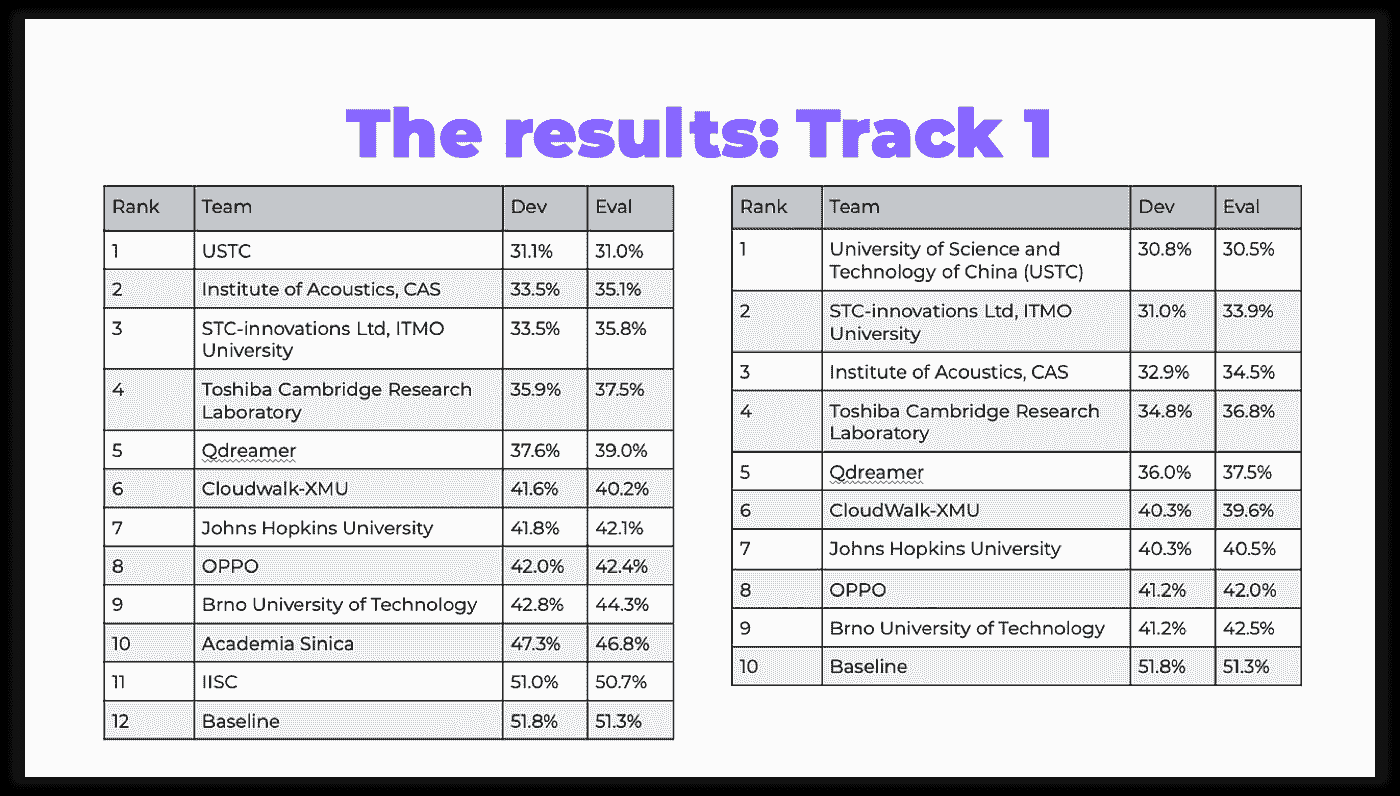 The results: Track 1
Rank Team Dev Eval
1 USTC 31.1% 31.0%
2 Institute of Acoustics, CAS 33.5% 35.1%
3 STC-innovations Ltd, ITMO 33.5% 35.8%
University
4 Toshiba Cambridge Research 35.9% 37.5%
Laboratory
5 Qdreamer 37.6% 39.0%
6 Cloudwalk-XMU 41.6% 40.2%
7 Johns Hopkins University 41.8% 42.1%
8 OPPO 42.0% 42.4%
9 Brno University of Technology 42.8% 44.3%
10 Academia Sinica 47.3% 46.8%
11 IISC 51.0% 50.7%
12 Baseline 51.8% 51.3%
Rank Team Dev Eval
1 University of Science and 30.8% 30.5%
Technology of China (USTC)
2 STC-innovations Ltd, ITMO 31.0% 33.9%
University
3 Institute of Acoustics, CAS 32.9% 34.5%
4 Toshiba Cambridge Research 34.8% 36.8%
Laboratory
5 Qdreamer 36.0% 37.5%
6 CloudWalk-XMU 40.3% 39.6%
7 Johns Hopkins University 40.3% 40.5%
8 OPPO 41.2% 42.0%
9 Brno University of Technology 41.2% 42.5%
10 Baseline 51.8% 51.3%